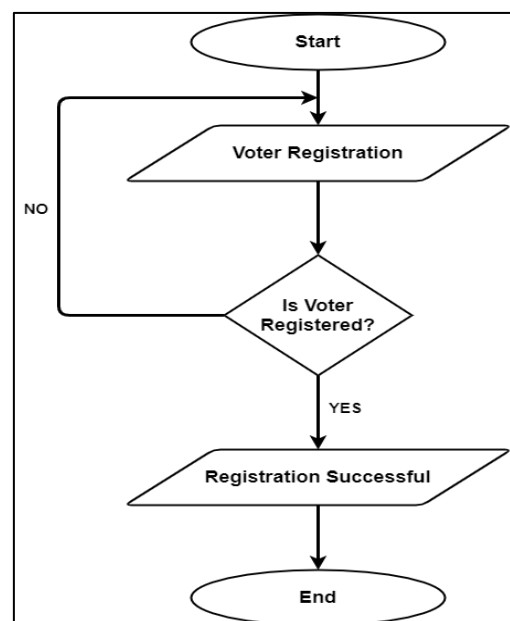 Start
Voter Registration
NO
Is Voter
Registered?
YES
Registration Successful
End